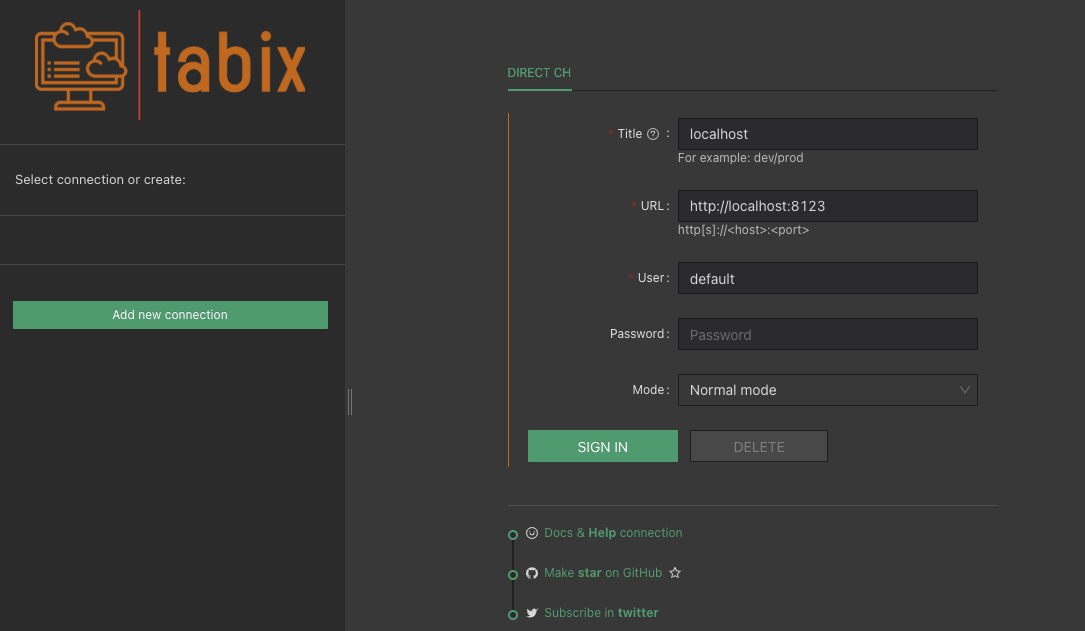 tabix
Select connection or create:
Add new connection
DIRECT CH
* Title ? : localhost
For example: dev/prod
* URL : http://localhost:8123
http[s]://<host>:<port>
* User : default
Password : Password
Mode : Normal mode
SIGN IN DELETE
Docs & Help connection
Make star on GitHub
Subscribe in twitter